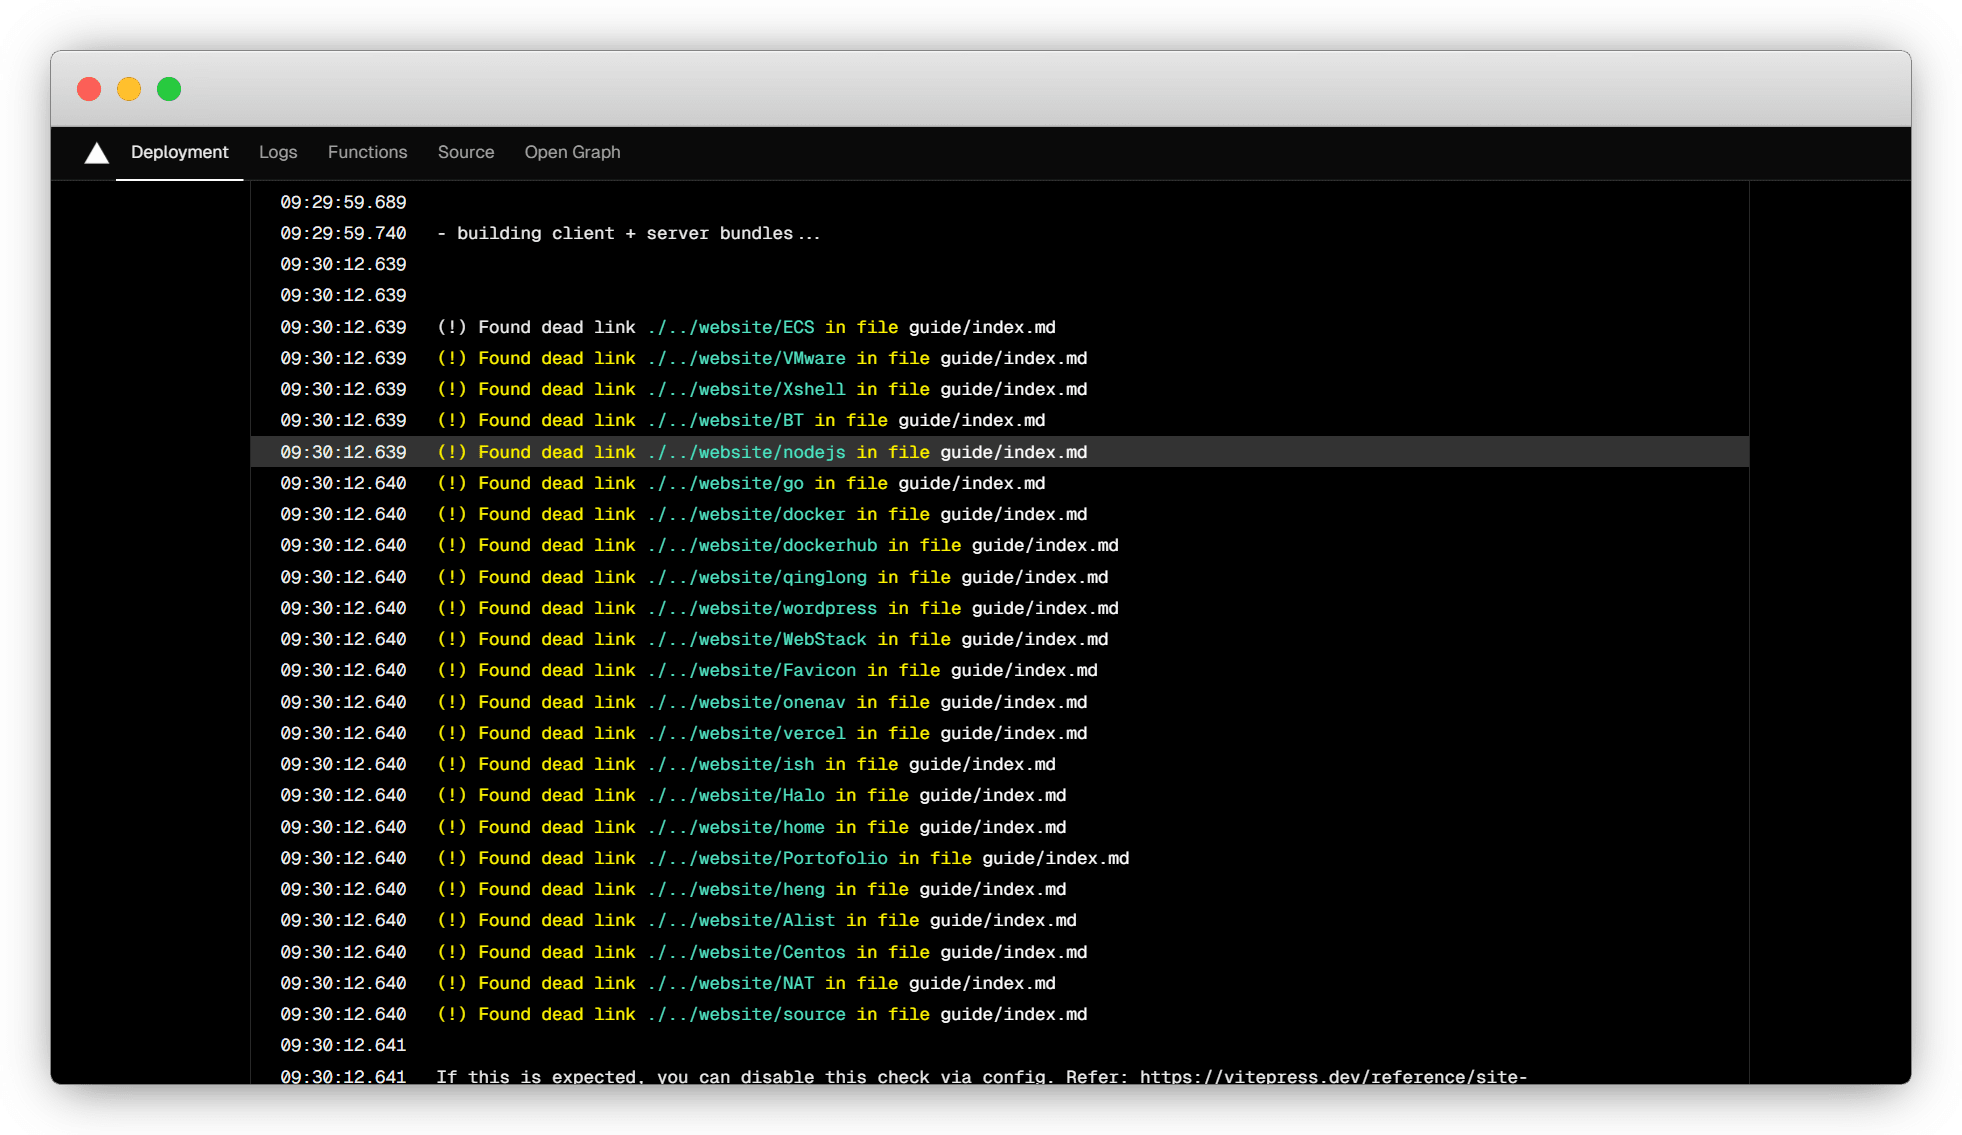 Deployment Logs Functions Source Open Graph
09:29:59.689
09:29:59.740 - building client + server bundles...
09:30:12.639
09:30:12.639
09:30:12.639 (!) Found dead link ./../website/ECS in file guide/index.md
09:30:12.639 (!) Found dead link ./../website/VMware in file guide/index.md
09:30:12.639 (!) Found dead link ./../website/Xshell in file guide/index.md
09:30:12.639 (!) Found dead link ./../website/BT in file guide/index.md
09:30:12.639 (!) Found dead link ./../website/nodejs in file guide/index.md
09:30:12.640 (!) Found dead link ./../website/go in file guide/index.md
09:30:12.640 (!) Found dead link ./../website/docker in file guide/index.md
09:30:12.640 (!) Found dead link ./../website/dockerhub in file guide/index.md
09:30:12.640 (!) Found dead link ./../website/qinglong in file guide/index.md
09:30:12.640 (!) Found dead link ./../website/wordpress in file guide/index.md
09:30:12.640 (!) Found dead link ./../website/WebStack in file guide/index.md
09:30:12.640 (!) Found dead link ./../website/Favicon in file guide/index.md
09:30:12.640 (!) Found dead link ./../website/onenav in file guide/index.md
09:30:12.640 (!) Found dead link ./../website/vercel in file guide/index.md
09:30:12.640 (!) Found dead link ./../website/ish in file guide/index.md
09:30:12.640 (!) Found dead link ./../website/Halo in file guide/index.md
09:30:12.640 (!) Found dead link ./../website/home in file guide/index.md
09:30:12.640 (!) Found dead link ./../website/Portofolio in file guide/index.md
09:30:12.640 (!) Found dead link ./../website/heng in file guide/index.md
09:30:12.640 (!) Found dead link ./../website/Alist in file guide/index.md
09:30:12.640 (!) Found dead link ./../website/Centos in file guide/index.md
09:30:12.640 (!) Found dead link ./../website/NAT in file guide/index.md
09:30:12.640 (!) Found dead link ./../website/source in file guide/index.md
09:30:12.641
09:30:12.641 If this is expected, you can disable this check via config. Refer: https://vitepress.dev/reference/site-